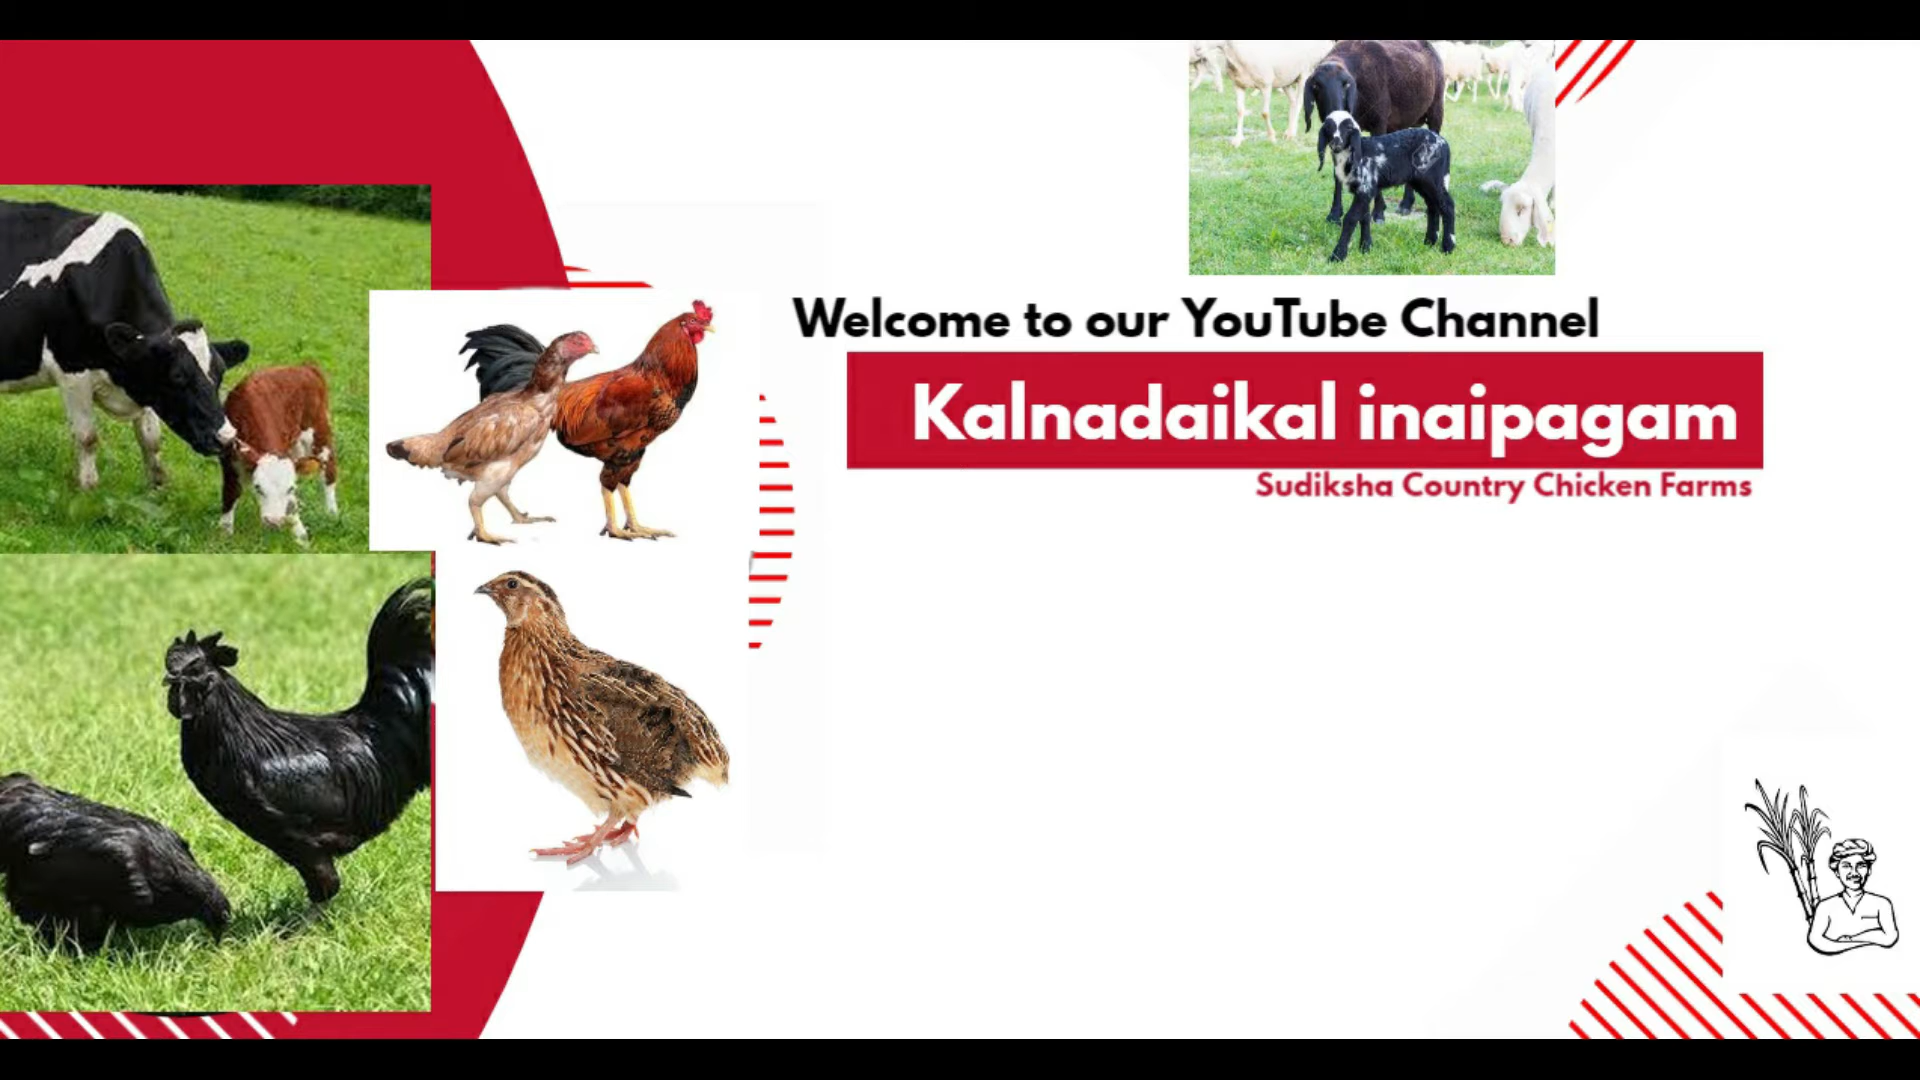 Welcome to our YouTube Channel
Kalnadaikal inaipagam
Sudiksha Country Chicken Farms